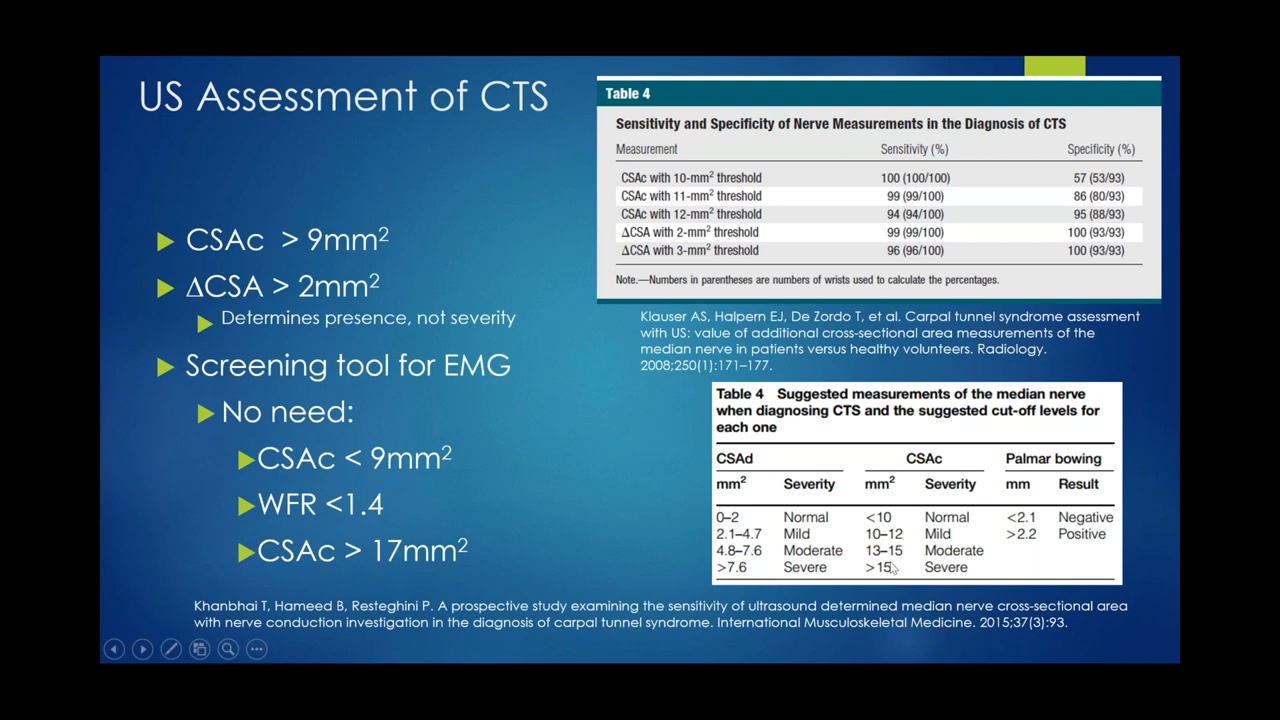 US Assessment of CTS
CSAc > 9mm²
ΔCSA > 2mm²
Determines presence, not severity
Screening tool for EMG
No need:
CSAc < 9mm²
WFR <1.4
CSAc > 17mm²
Table 4
Sensitivity and Specificity of Nerve Measurements in the Diagnosis of CTS
Measurement Sensitivity (%) Specificity (%)
CSAc with 10-mm² threshold 100 (100/100) 57 (53/93)
CSAc with 11-mm² threshold 99 (99/100) 86 (80/93)
CSAc with 12-mm² threshold 94 (94/100) 95 (88/93)
ΔCSA with 2-mm² threshold 99 (99/100) 100 (93/93)
ΔCSA with 3-mm² threshold 96 (96/100) 100 (93/93)
Note.—Numbers in parentheses are numbers of wrists used to calculate the percentages.
Klauser AS, Halpern EJ, De Zordo T, et al. Carpal tunnel syndrome assessment
with US: value of additional cross-sectional area measurements of the
median nerve in patients versus healthy volunteers. Radiology.
2008;250(1):171–177.
Table 4 Suggested measurements of the median nerve
when diagnosing CTS and the suggested cut-off levels for
each one
CSAd CSAc Palmar bowing
mm² Severity mm² Severity mm Result
0–2 Normal <10 Normal <2.1 Negative
2.1–4.7 Mild 10–12 Mild >2.2 Positive
4.8–7.6 Moderate 13–15 Moderate
>7.6 Severe >15 Severe
Khanbhai T, Hameed B, Resteghini P. A prospective study examining the sensitivity of ultrasound determined median nerve cross-sectional area
with nerve conduction investigation in the diagnosis of carpal tunnel syndrome. International Musculoskeletal Medicine. 2015;37(3):93.